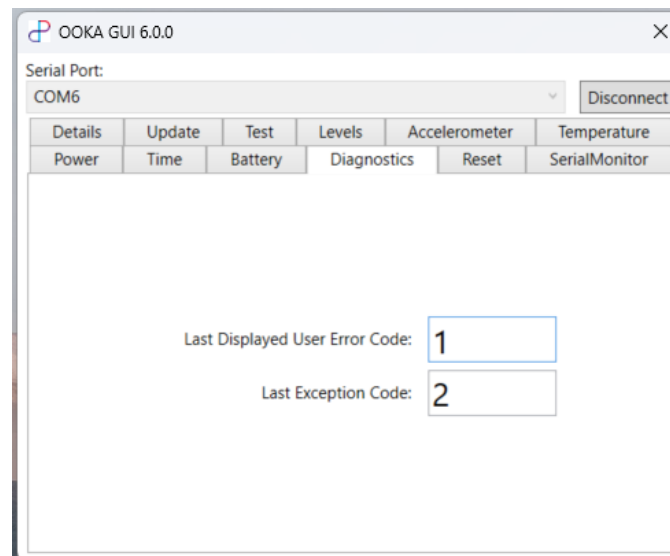 OOKA GUI 6.0.0
Serial Port:
COM6
Disconnect
Details Update Test Levels Accelerometer Temperature
Power Time Battery Diagnostics Reset SerialMonitor
Last Displayed User Error Code: 1
Last Exception Code: 2